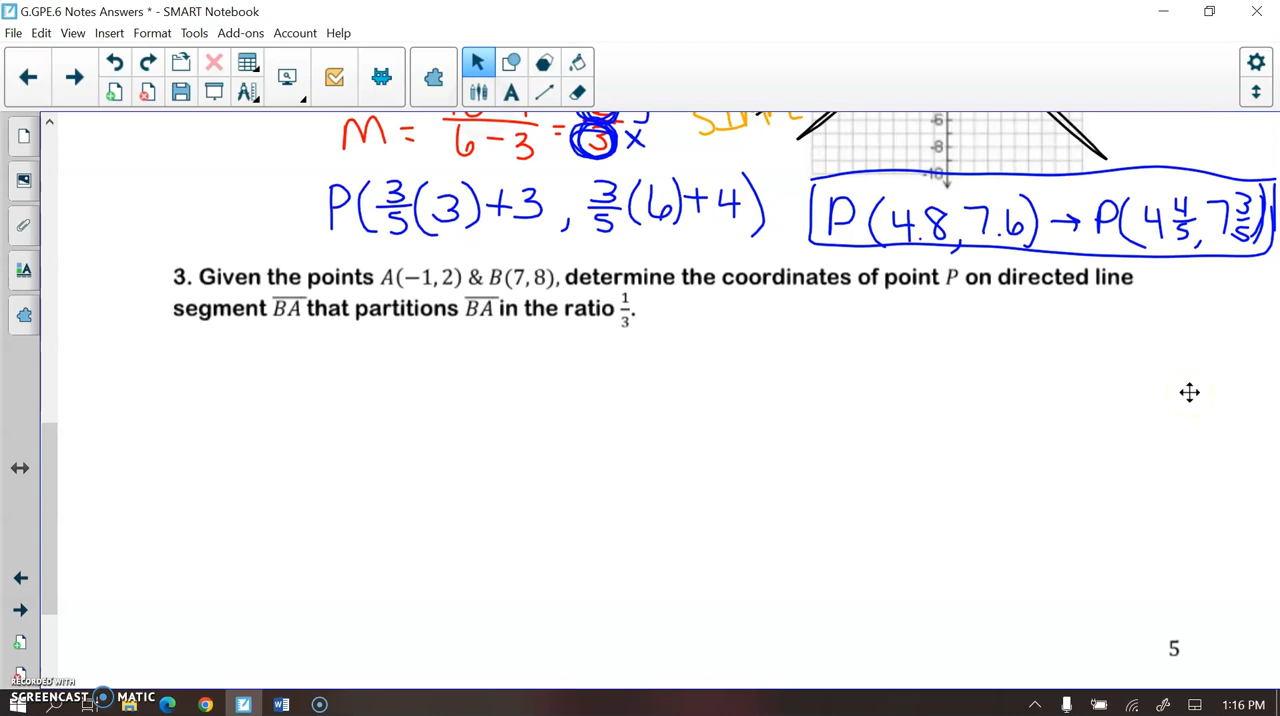 G.GPE.6 Notes Answers * - SMART Notebook
File Edit View Insert Format Tools Add-ons Account Help
M = 6 - 3 = 3 x
-6
-8
-10
P(3/5(3)+3, 3/5(6)+4)
P(4.8, 7.6) → P(4 4/5, 7 3/5)
3. Given the points A(−1, 2) & B(7, 8), determine the coordinates of point P on directed line
segment BA that partitions BA in the ratio 1/3.
5
SCREENCAST MATIC
RECORDED WITH
1:16 PM